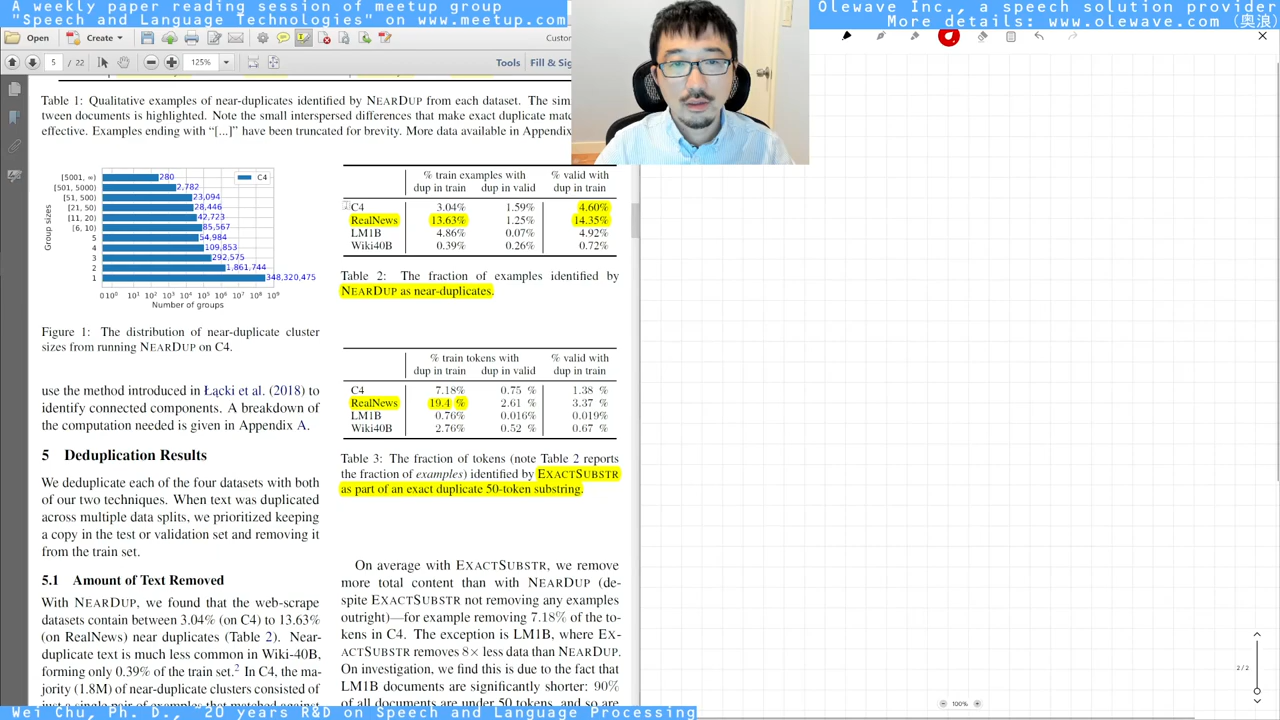 A weekly paper reading session of meetup group
"Speech and Language Technologies" on www.meetup.com
Olewave Inc., a speech solution provider
More details: www.olewave.com (奥浪)
Open
Create
Custom
5 / 22
125%
Tools
Fill & Sig
Table 1: Qualitative examples of near-duplicates identified by NEARDUP from each dataset. The sim
tween documents is highlighted. Note the small interspersed differences that make exact duplicate matc
effective. Examples ending with “[...]” have been truncated for brevity. More data available in Appendix
Group sizes
C4
[5001, ∞) 280
[501, 5000] 2,782
[51, 500] 23,094
[21, 50] 28,446
[11, 20] 42,723
[6, 10] 85,567
5 54,984
4 109,853
3 292,575
2 1,861,744
1 348,320,475
0 10⁰ 10¹ 10² 10³ 10⁴ 10⁵ 10⁶ 10⁷ 10⁸ 10⁹
Number of groups
Figure 1: The distribution of near-duplicate cluster
sizes from running NEARDUP on C4.
use the method introduced in Łącki et al. (2018) to
identify connected components. A breakdown of
the computation needed is given in Appendix A.
5 Deduplication Results
We deduplicate each of the four datasets with both
of our two techniques. When text was duplicated
across multiple data splits, we prioritized keeping
a copy in the test or validation set and removing it
from the train set.
5.1 Amount of Text Removed
With NEARDUP, we found that the web-scrape
datasets contain between 3.04% (on C4) to 13.63%
(on RealNews) near duplicates (Table 2). Near-
duplicate text is much less common in Wiki-40B,
forming only 0.39% of the train set.² In C4, the ma-
jority (1.8M) of near-duplicate clusters consisted of
just a single pair of examples that matched against
% train examples with % valid with
dup in train dup in valid dup in train
C4 3.04% 1.59% 4.60%
RealNews 13.63% 1.25% 14.35%
LM1B 4.86% 0.07% 4.92%
Wiki40B 0.39% 0.26% 0.72%
Table 2: The fraction of examples identified by
NEARDUP as near-duplicates.
% train tokens with % valid with
dup in train dup in valid dup in train
C4 7.18% 0.75 % 1.38 %
RealNews 19.4 % 2.61 % 3.37 %
LM1B 0.76% 0.016% 0.019%
Wiki40B 2.76% 0.52 % 0.67 %
Table 3: The fraction of tokens (note Table 2 reports
the fraction of examples) identified by EXACTSUBSTR
as part of an exact duplicate 50-token substring.
On average with EXACTSUBSTR, we remove
more total content than with NEARDUP (de-
spite EXACTSUBSTR not removing any examples
outright)—for example removing 7.18% of the to-
kens in C4. The exception is LM1B, where EX-
ACTSUBSTR removes 8× less data than NEARDUP.
On investigation, we find this is due to the fact that
LM1B documents are significantly shorter: 90%
of all documents are under 50 tokens, and so are
2 / 2
100%
Wei Chu, Ph. D., 20 years R&D on Speech and Language Processing